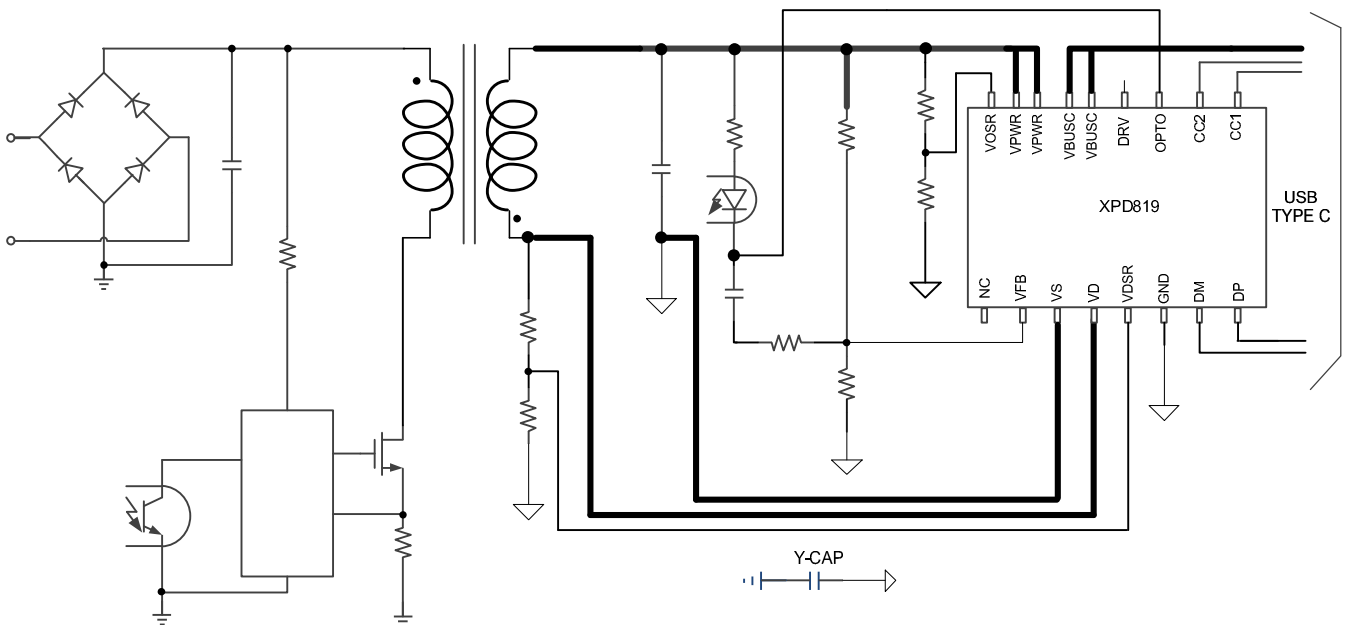 VOSR
VPWR
VPWR
VBUSC
VBUSC
DRV
OPTO
CC2
CC1
XPD819
USB
TYPE C
NC
VFB
VS
VD
VDSR
GND
DM
DP
Y-CAP